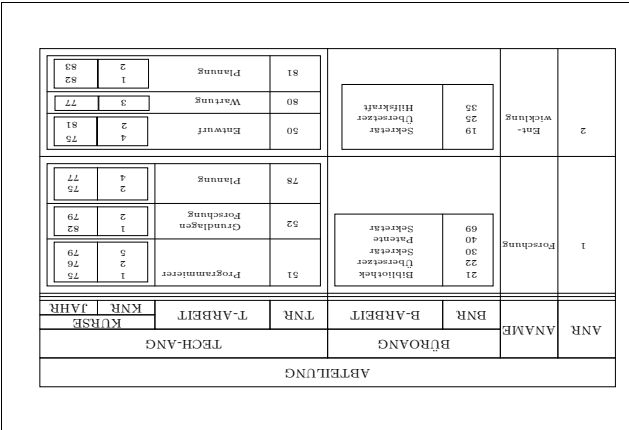 ABTEILUNG
ANR ANAME BÜROANG TECH-ANG
BNR B-ARBEIT TNR T-ARBEIT KURSE
KNR JAHR
1 Forschung
21 Bibliothek
22 Übersetzer
30 Sekretär
40 Patente
69 Sekretär
51 Programmierer
1 75
2 76
5 79
52 Grundlagen
Forschung
1 82
2 79
78 Planung
2 75
4 77
2 Ent-
wicklung
19 Sekretär
25 Übersetzer
35 Hilfskraft
50 Entwurf
4 75
2 81
80 Wartung
3 77
81 Planung
1 82
2 83